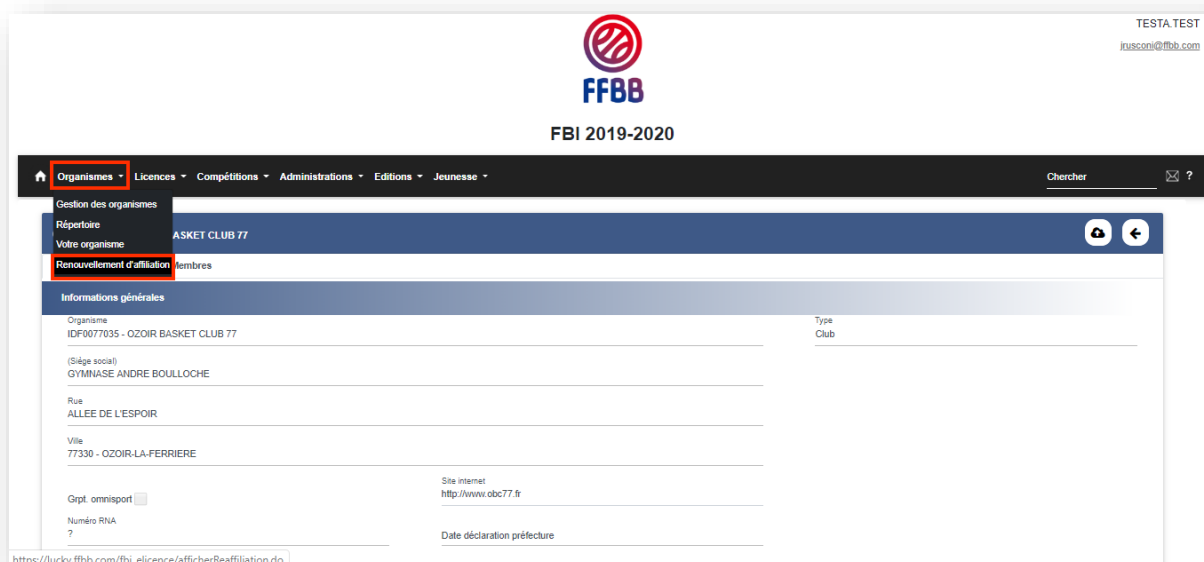 TESTA.TEST
jrusconi@ffbb.com
FFBB
FBI 2019-2020
Organismes Licences Compétitions Administrations Editions Jeunesse Chercher ?
Gestion des organismes
Répertoire
Votre organisme
Renouvellement d'affiliation
ASKET CLUB 77
Membres
Informations générales
Organisme
IDF0077035 - OZOIR BASKET CLUB 77
Type
Club
(Siège social)
GYMNASE ANDRE BOULLOCHE
Rue
ALLEE DE L'ESPOIR
Ville
77330 - OZOIR-LA-FERRIERE
Grpt. omnisport
Site internet
http://www.obc77.fr
Numéro RNA
?
Date déclaration préfecture
https://lucky.ffbb.com/fbi_elicence/afficherReaffiliation.do